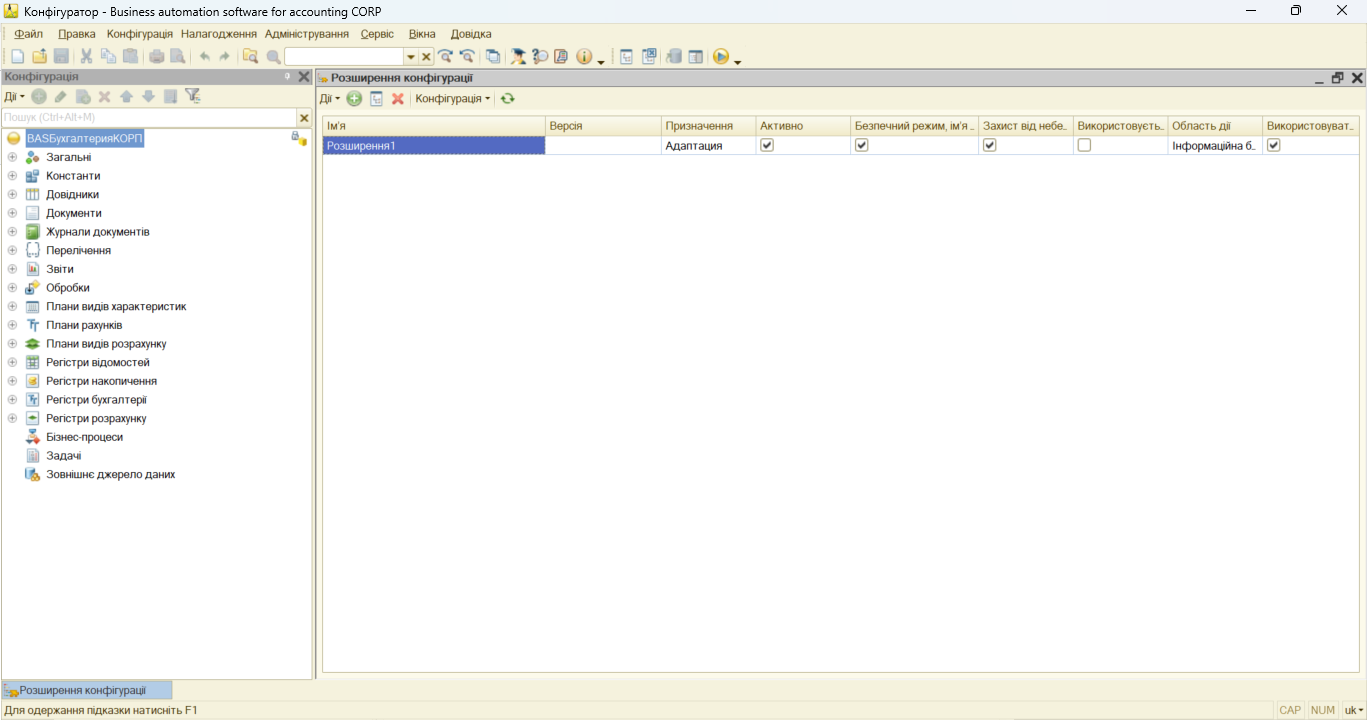 Конфігуратор - Business automation software for accounting CORP
Файл Правка Конфігурація Налагодження Адміністрування Сервіс Вікна Довідка
Конфігурація
Розширення конфігурації
Дії
Дії Конфігурація
Пошук (Ctrl+Alt+M)
Ім'я Версія Призначення Активно Безпечний режим, ім'я .. Захист від небе.. Використовуєть.. Область дії Використовуват..
Розширення1 Адаптация Інформаційна б..
BASБухгалтерияКОРП
Загальні
Константи
Довідники
Документи
Журнали документів
Перелічення
Звіти
Обробки
Плани видів характеристик
Плани рахунків
Плани видів розрахунку
Регістри відомостей
Регістри накопичення
Регістри бухгалтерії
Регістри розрахунку
Бізнес-процеси
Задачі
Зовнішнє джерело даних
Розширення конфігурації
Для одержання підказки натисніть F1
CAP NUM uk